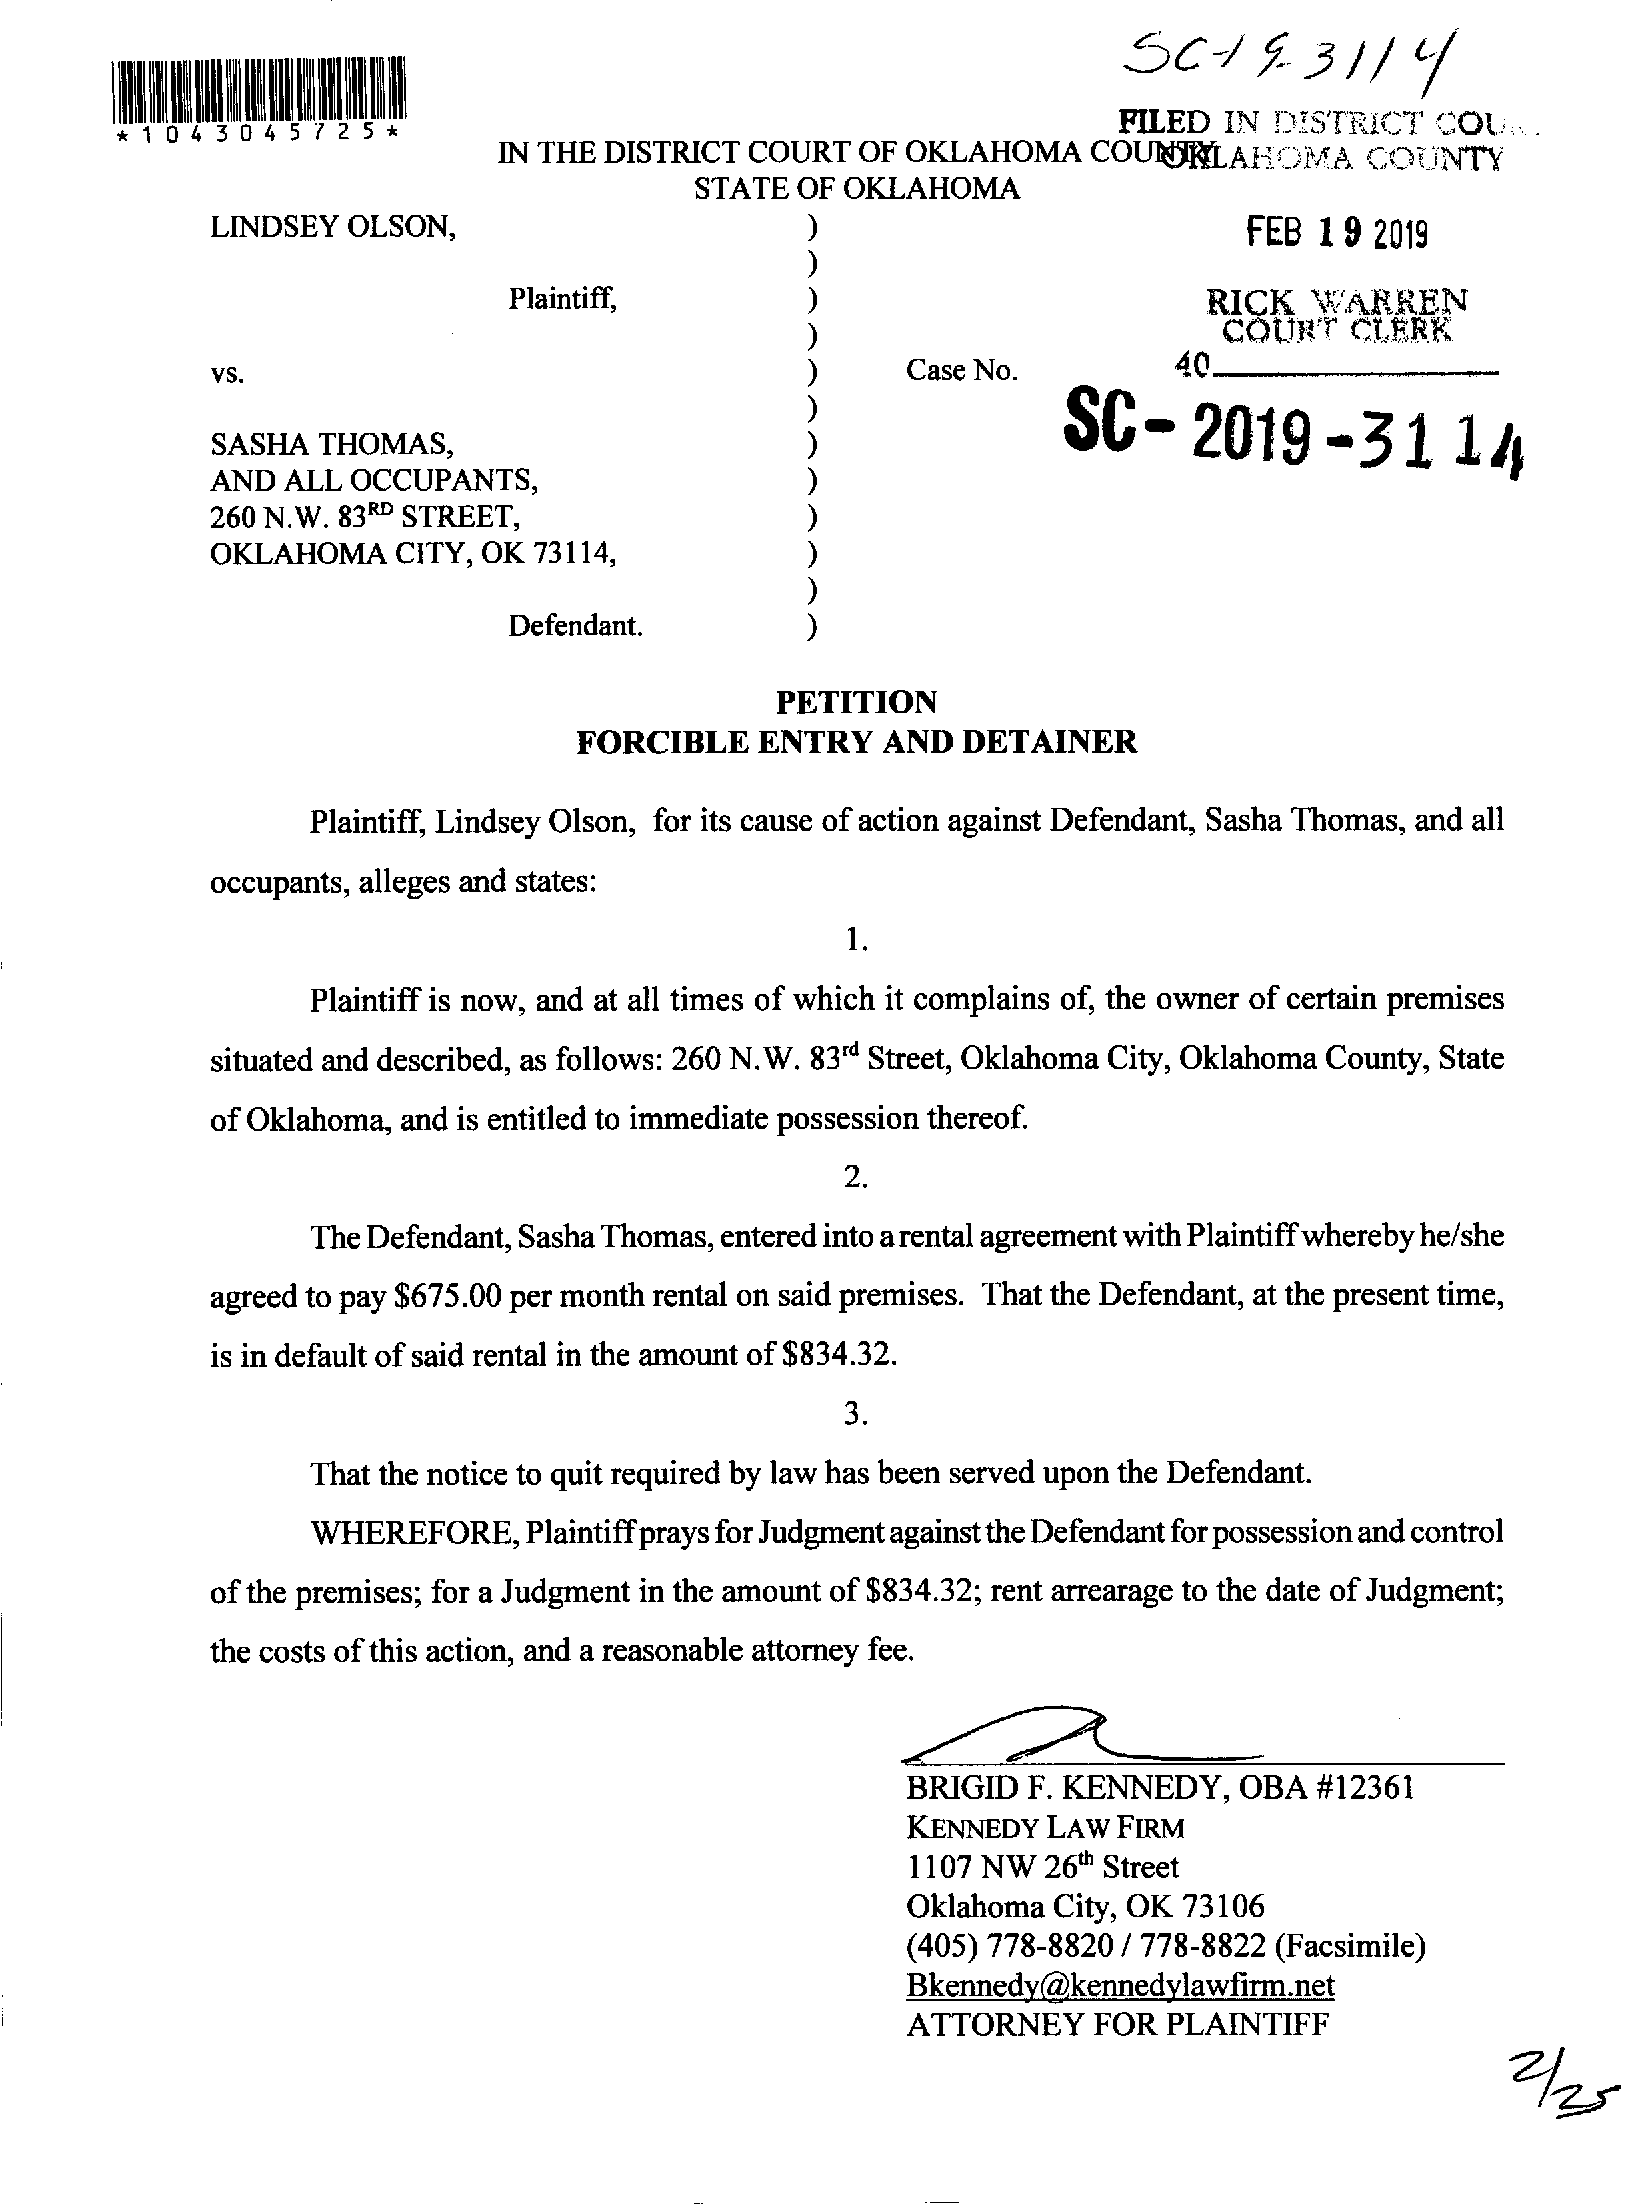 SC-19-3114
*1043045725*
FILED IN DISTRICT
OKLAHOMA COUNTY
IN THE DISTRICT COURT OF OKLAHOMA COUNTY
STATE OF OKLAHOMA
LINDSEY OLSON, )
FEB 19 2019
)
Plaintiff, )
RICK WARREN
COURT CLERK
)
vs. ) Case No.
40
SC-2019-3114
)
SASHA THOMAS, )
AND ALL OCCUPANTS, )
260 N.W. 83RD STREET, )
OKLAHOMA CITY, OK 73114, )
)
Defendant. )
PETITION
FORCIBLE ENTRY AND DETAINER
Plaintiff, Lindsey Olson, for its cause of action against Defendant, Sasha Thomas, and all
occupants, alleges and states:
1.
Plaintiff is now, and at all times of which it complains of, the owner of certain premises
situated and described, as follows: 260 N.W. 83rd Street, Oklahoma City, Oklahoma County, State
of Oklahoma, and is entitled to immediate possession thereof.
2.
The Defendant, Sasha Thomas, entered into a rental agreement with Plaintiff whereby he/she
agreed to pay $675.00 per month rental on said premises. That the Defendant, at the present time,
is in default of said rental in the amount of $834.32.
3.
That the notice to quit required by law has been served upon the Defendant.
WHEREFORE, Plaintiff prays for Judgment against the Defendant for possession and control
of the premises; for a Judgment in the amount of $834.32; rent arrearage to the date of Judgment;
the costs of this action, and a reasonable attorney fee.
BRIGID F. KENNEDY, OBA #12361
KENNEDY LAW FIRM
1107 NW 26th Street
Oklahoma City, OK 73106
(405) 778-8820 / 778-8822 (Facsimile)
Bkennedy@kennedylawfirm.net
ATTORNEY FOR PLAINTIFF
2/25